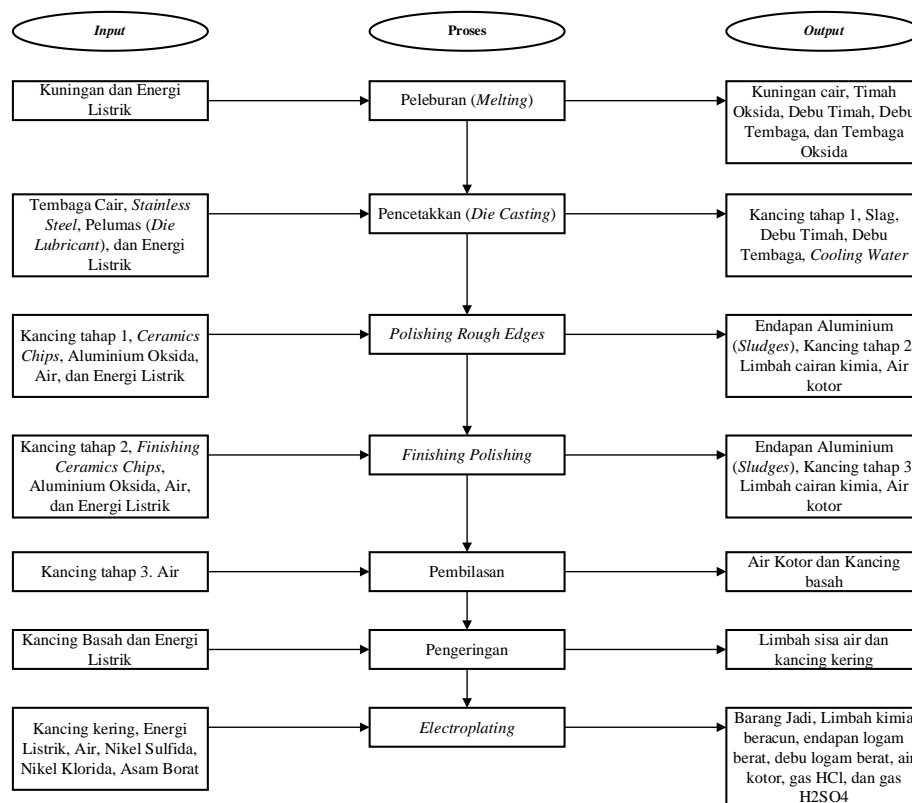 Input
Proses
Output
Kuningan dan Energi
Listrik
Peleburan (Melting)
Kuningan cair, Timah
Oksida, Debu Timah, Debu
Tembaga, dan Tembaga
Oksida
Tembaga Cair, Stainless
Steel, Pelumas (Die
Lubricant), dan Energi
Listrik
Pencetakkan (Die Casting)
Kancing tahap 1, Slag,
Debu Timah, Debu
Tembaga, Cooling Water
Kancing tahap 1, Ceramics
Chips, Aluminium Oksida,
Air, dan Energi Listrik
Polishing Rough Edges
Endapan Aluminium
(Sludges), Kancing tahap 2
Limbah cairan kimia, Air
kotor
Kancing tahap 2, Finishing
Ceramics Chips,
Aluminium Oksida, Air,
dan Energi Listrik
Finishing Polishing
Endapan Aluminium
(Sludges), Kancing tahap 3
Limbah cairan kimia, Air
kotor
Kancing tahap 3. Air
Pembilasan
Air Kotor dan Kancing
basah
Kancing Basah dan Energi
Listrik
Pengeringan
Limbah sisa air dan
kancing kering
Kancing kering, Energi
Listrik, Air, Nikel Sulfida,
Nikel Klorida, Asam Borat
Electroplating
Barang Jadi, Limbah kimia
beracun, endapan logam
berat, debu logam berat, air
kotor, gas HCl, dan gas
H2SO4